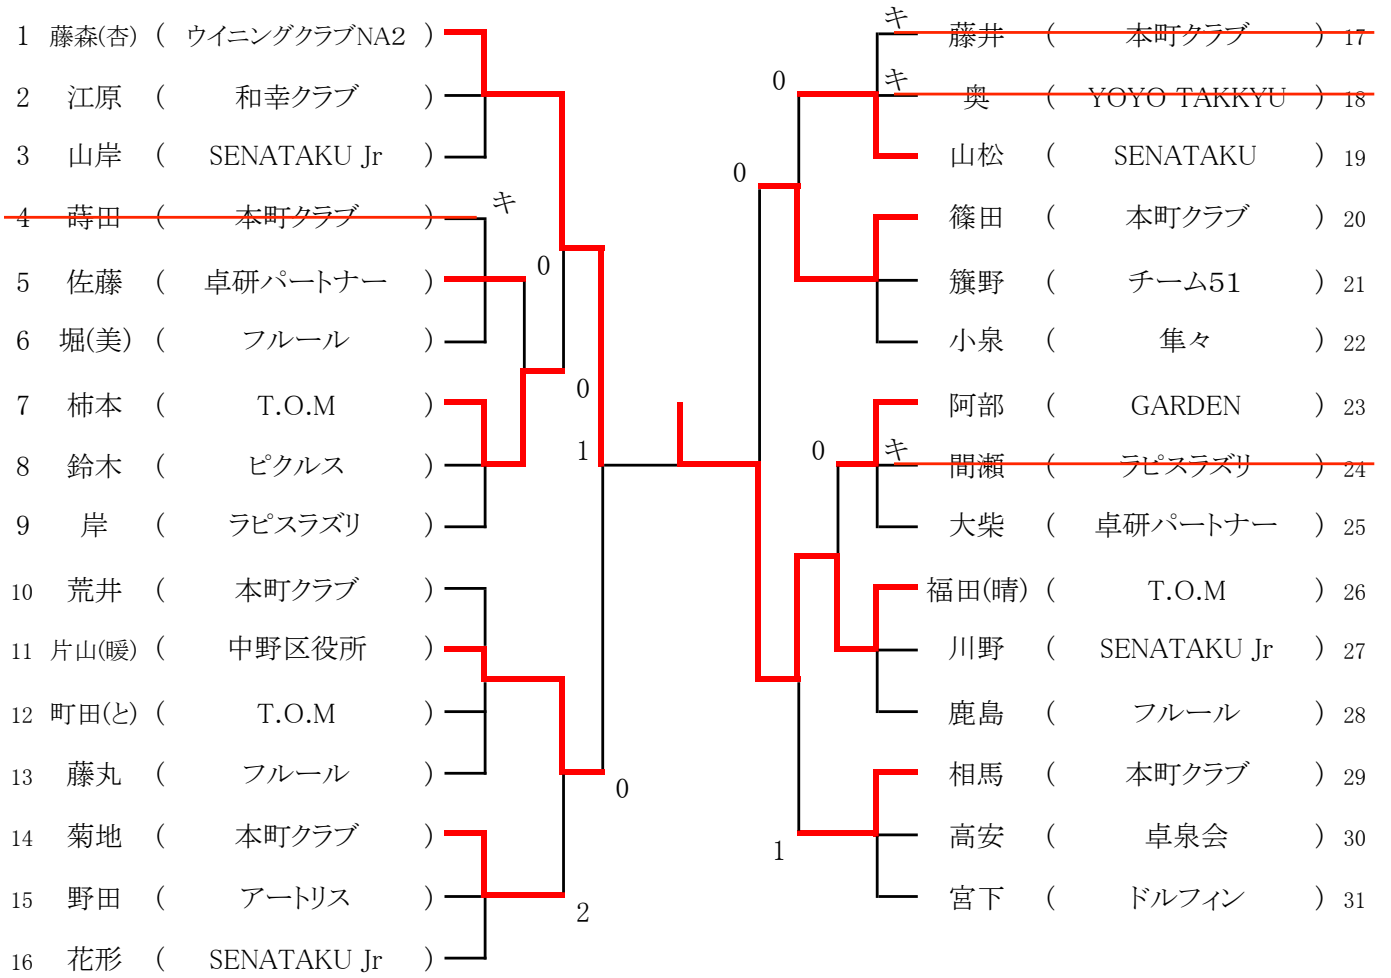 1 藤森(杏) ( ウイニングクラブNA2 )
2 江原 ( 和幸クラブ )
3 山岸 ( SENATAKU Jr )
4 蒔田 ( 本町クラブ ) キ
5 佐藤 ( 卓研パートナー )
0
6 堀(美) ( フルール )
0
7 柿本 ( T.O.M )
1
8 鈴木 ( ピクルス )
9 岸 ( ラピスラズリ )
10 荒井 ( 本町クラブ )
11 片山(暖) ( 中野区役所 )
12 町田(と) ( T.O.M )
13 藤丸 ( フルール )
0
14 菊地 ( 本町クラブ )
15 野田 ( アートリス )
2
16 花形 ( SENATAKU Jr )
キ 藤井 ( 本町クラブ ) 17
0
キ 奥 ( YOYO TAKKYU ) 18
山松 ( SENATAKU ) 19
0
篠田 ( 本町クラブ ) 20
籏野 ( チーム51 ) 21
小泉 ( 隼々 ) 22
阿部 ( GARDEN ) 23
0
キ 間瀬 ( ラピスラズリ ) 24
大柴 ( 卓研パートナー ) 25
福田(晴) ( T.O.M ) 26
川野 ( SENATAKU Jr ) 27
鹿島 ( フルール ) 28
相馬 ( 本町クラブ ) 29
高安 ( 卓泉会 ) 30
1
宮下 ( ドルフィン ) 31